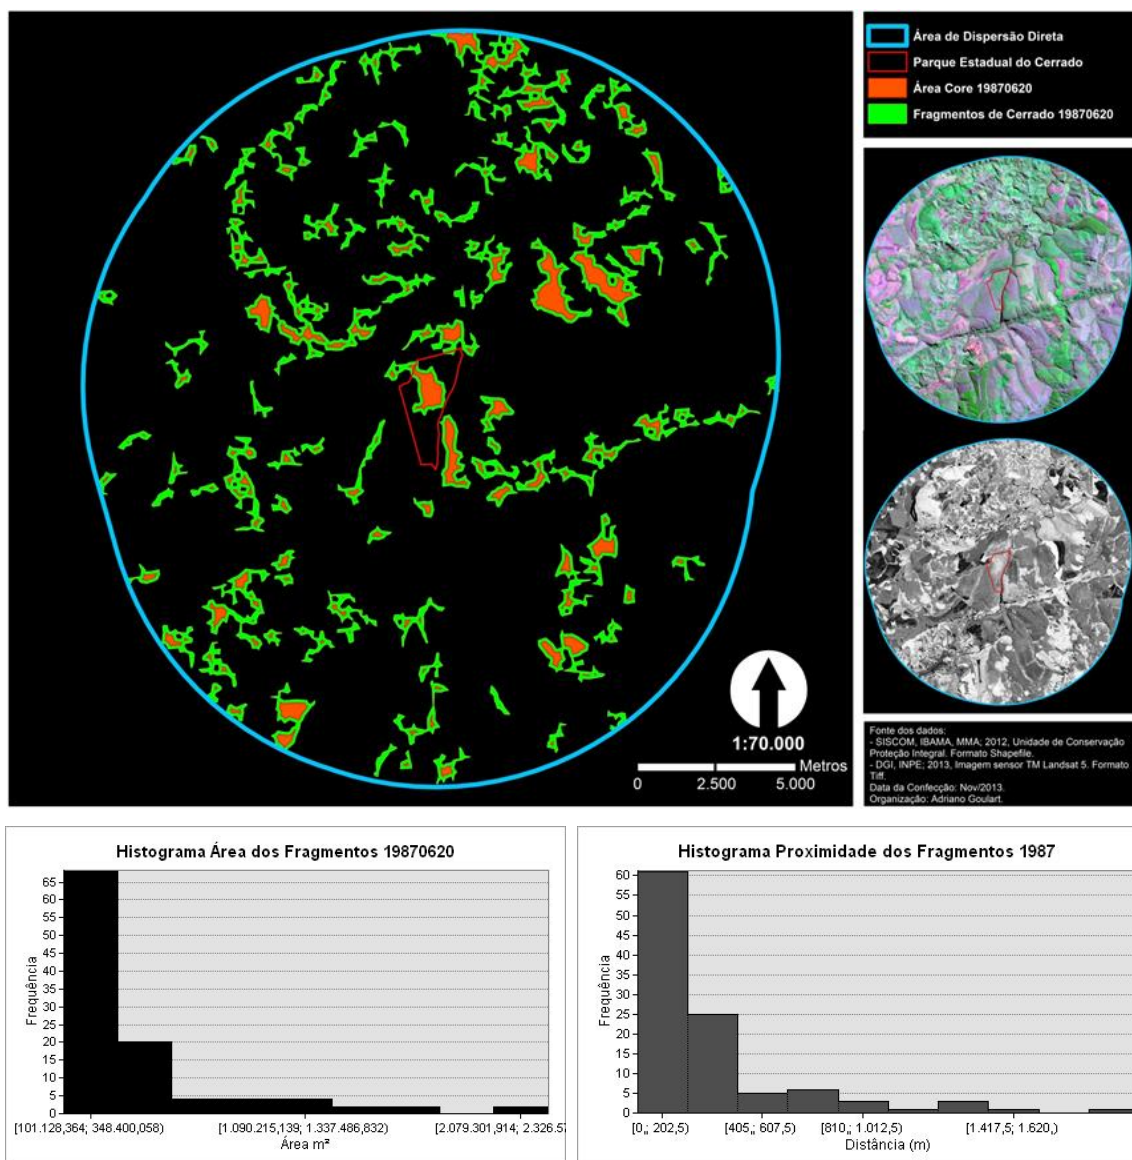 Área de Dispersão Direta
Parque Estadual do Cerrado
Área Core 19870620
Fragmentos de Cerrado 19870620
1:70.000
Metros
0 2.500 5.000
Fonte dos dados:
- SISCOM, IBAMA, MMA; 2012, Unidade de Conservação
Proteção Integral. Formato Shapefile.
- DGI, INPE; 2013, Imagem sensor TM Landsat 5. Formato
Tiff.
Data da Confecção: Nov/2013.
Organização: Adriano Goulart.
Histograma Área dos Fragmentos 19870620
Frequência
65
60
55
50
45
40
35
30
25
20
15
10
5
0
[101.128,364; 348.400,058) [1.090.215,139; 1.337.486,832) [2.079.301,914; 2.326.57
Área m²
Histograma Proximidade dos Fragmentos 1987
Frequência
60
55
50
45
40
35
30
25
20
15
10
5
0
[0,; 202,5) [405,; 607,5) [810,; 1.012,5) [1.417,5; 1.620,)
Distância (m)